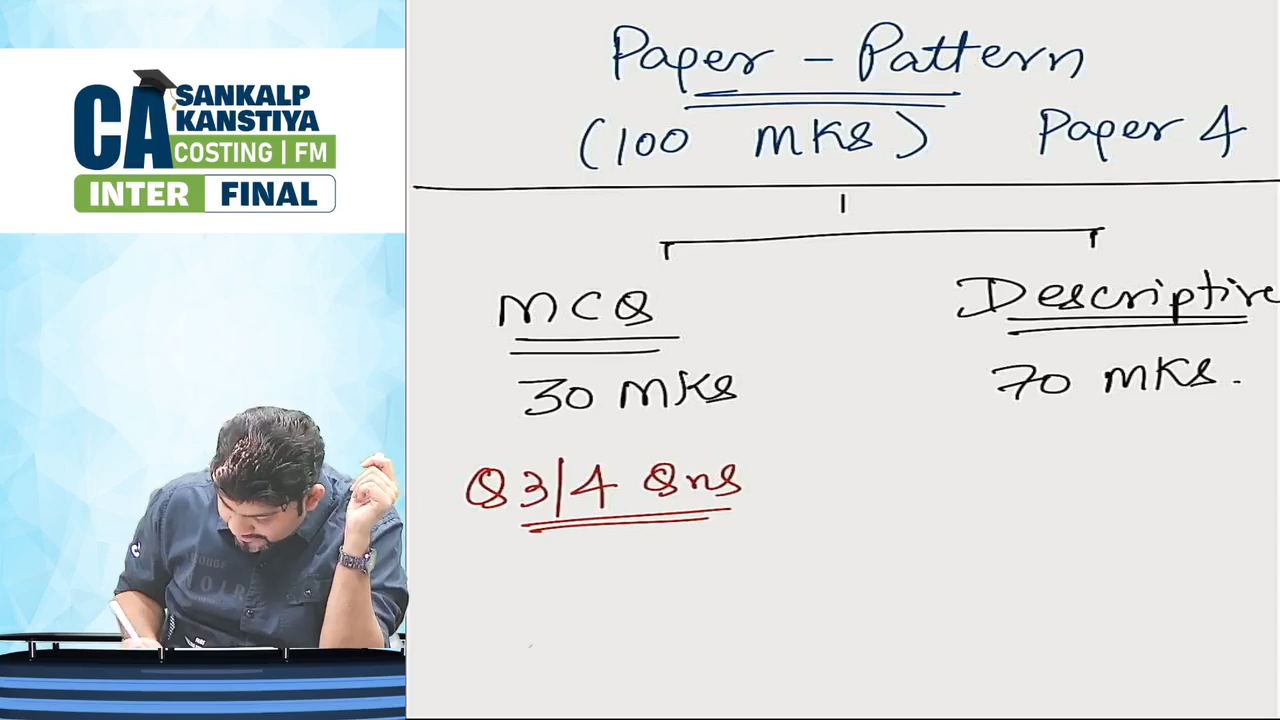 CA SANKALP KANSTIYA
COSTING | FM
INTER FINAL
Paper - Pattern
(100 MKS) Paper 4
MCQ Descriptive
30 MKS 70 MKS.
Q 3/4 Qns